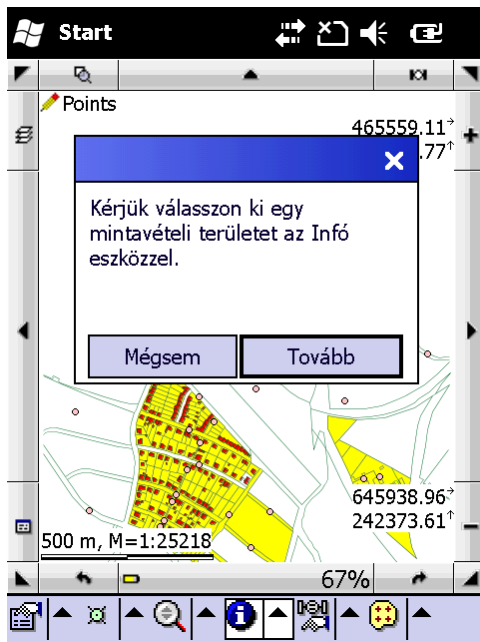 Start
Points
465559.11
.77
Kérjük válasszon ki egy
mintavételi területet az Infó
eszközzel.
Mégsem
Tovább
645938.96
242373.61
500 m, M=1:25218
67%